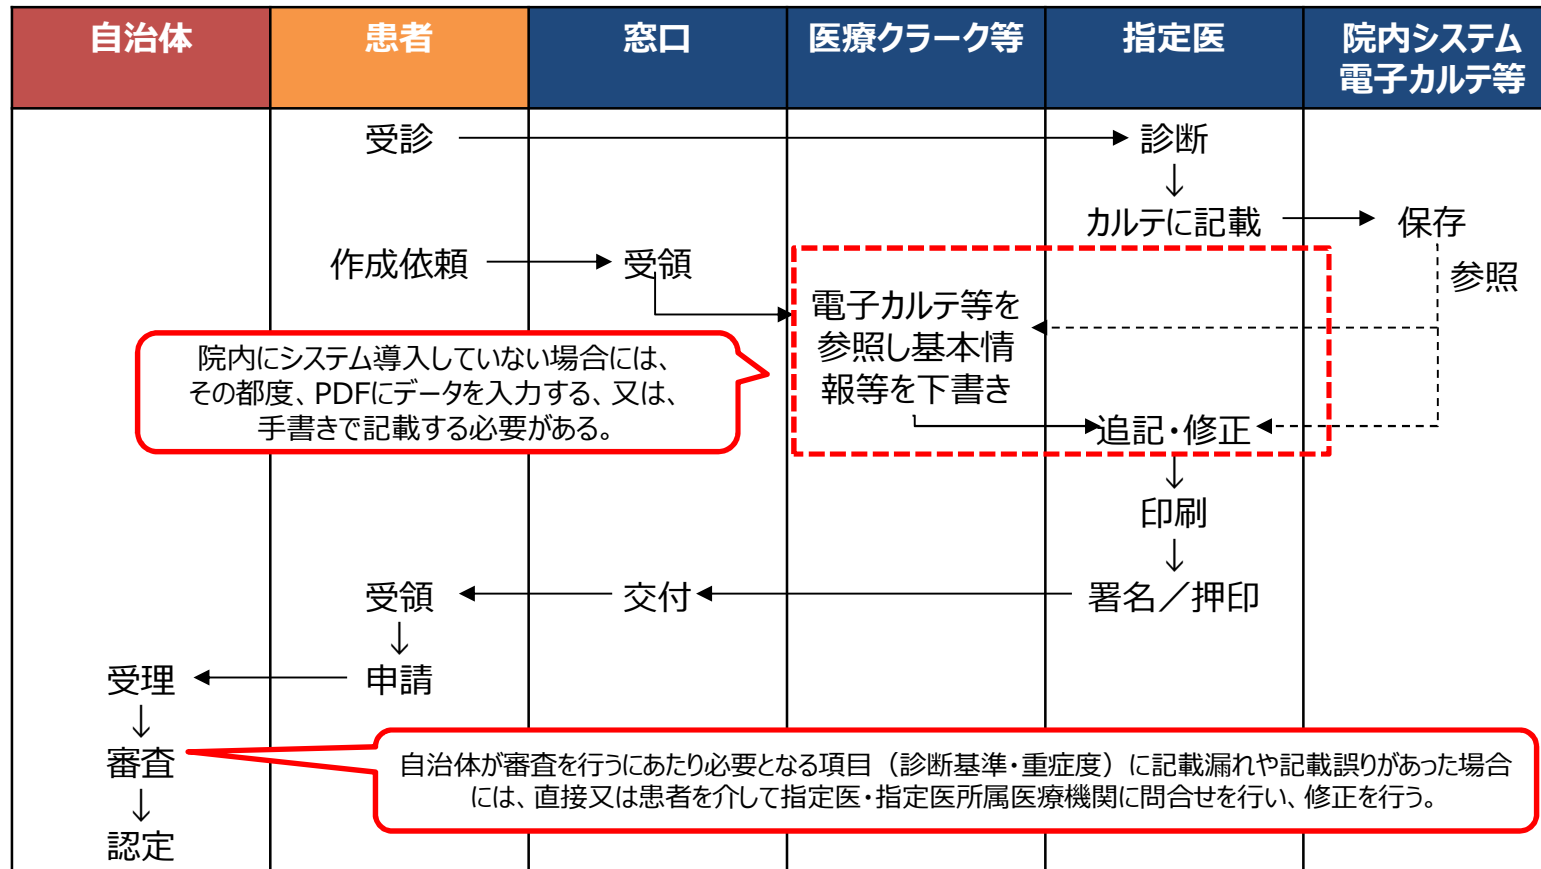 自治体
患者
窓口
医療クラーク等
指定医
院内システム
電子カルテ等
受診
診断
↓
カルテに記載
保存
作成依頼
受領
参照
電子カルテ等を
参照し基本情
報等を下書き
院内にシステム導入していない場合には、
その都度、PDFにデータを入力する、又は、
手書きで記載する必要がある。
追記・修正
↓
印刷
↓
受領
交付
署名／押印
↓
受理
申請
↓
審査
自治体が審査を行うにあたり必要となる項目（診断基準・重症度）に記載漏れや記載誤りがあった場合
には、直接又は患者を介して指定医・指定医所属医療機関に問合せを行い、修正を行う。
↓
認定